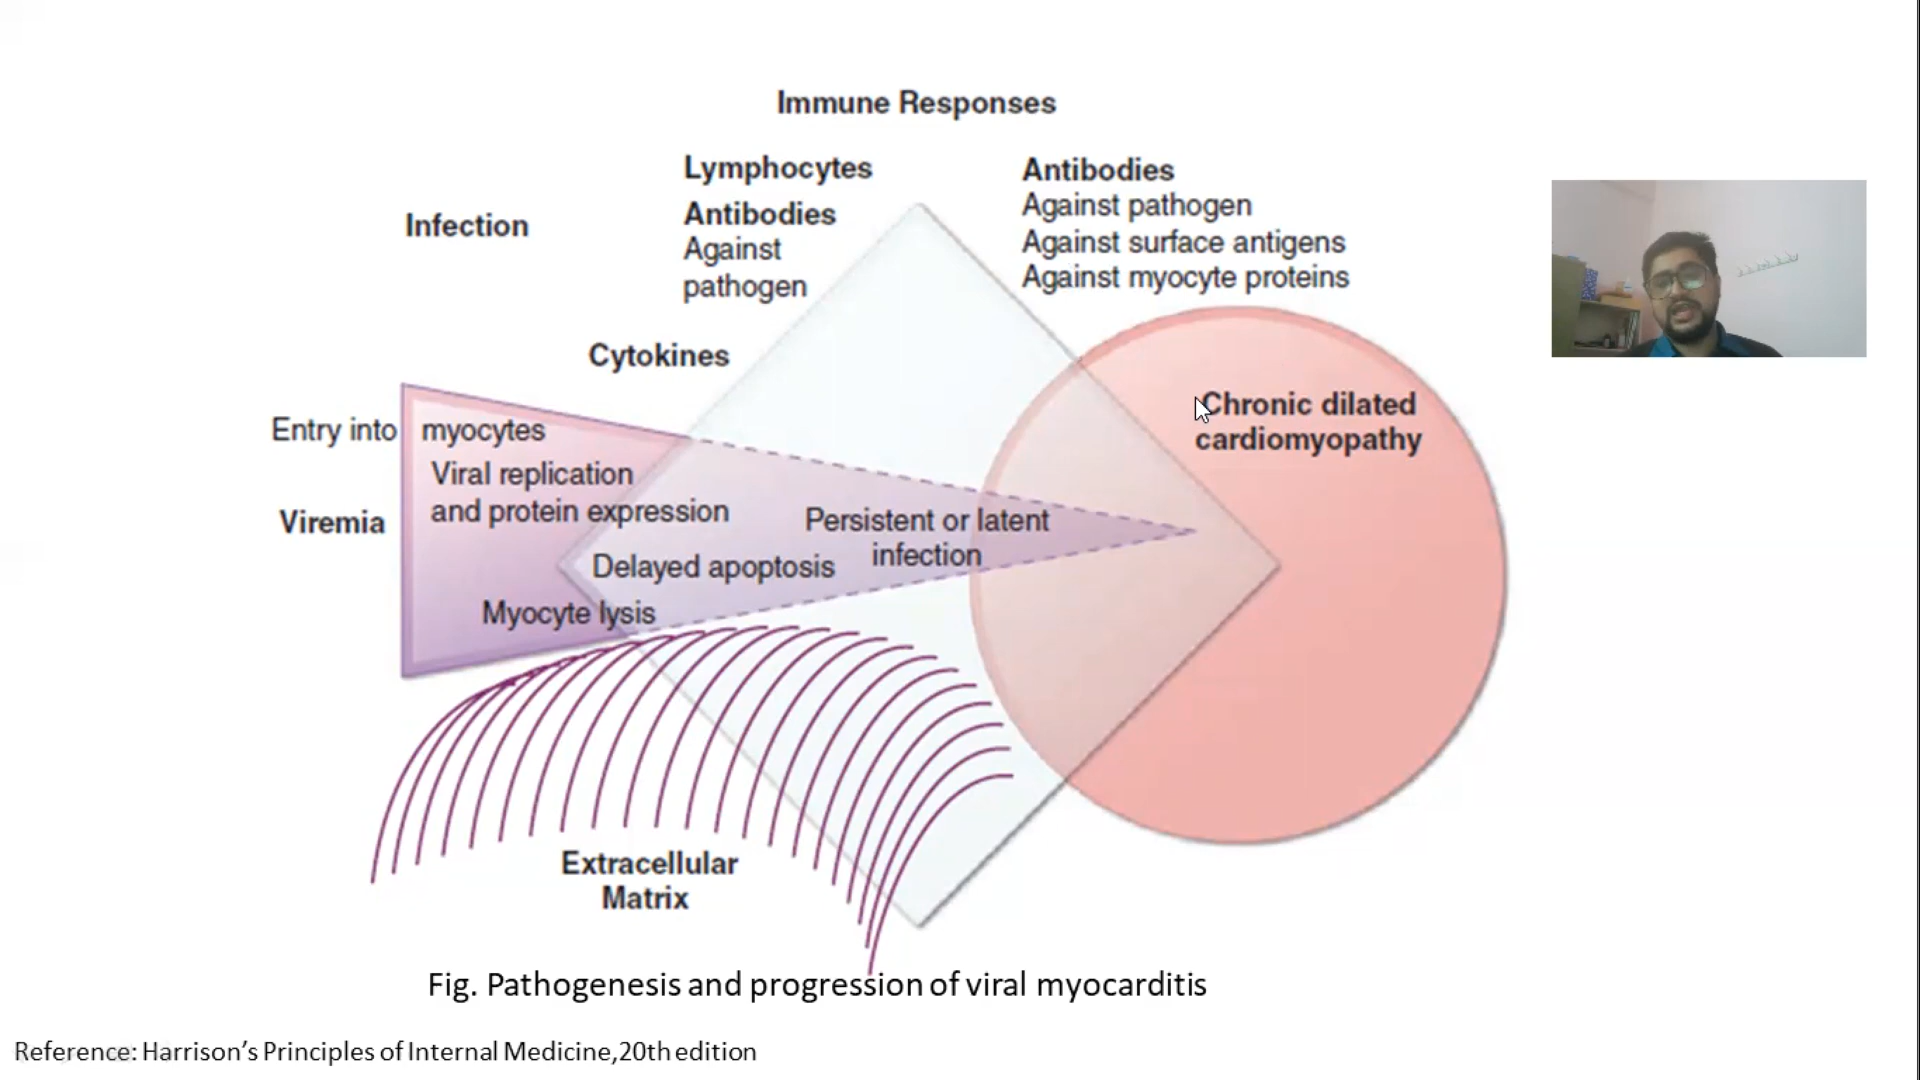 Immune Responses
Lymphocytes
Antibodies
Against
pathogen
Antibodies
Against pathogen
Against surface antigens
Against myocyte proteins
Infection
Cytokines
Entry into myocytes
Viral replication
and protein expression
Viremia
Delayed apoptosis
Myocyte lysis
Persistent or latent
infection
Chronic dilated
cardiomyopathy
Extracellular
Matrix
Fig. Pathogenesis and progression of viral myocarditis
Reference: Harrison's Principles of Internal Medicine,20th edition